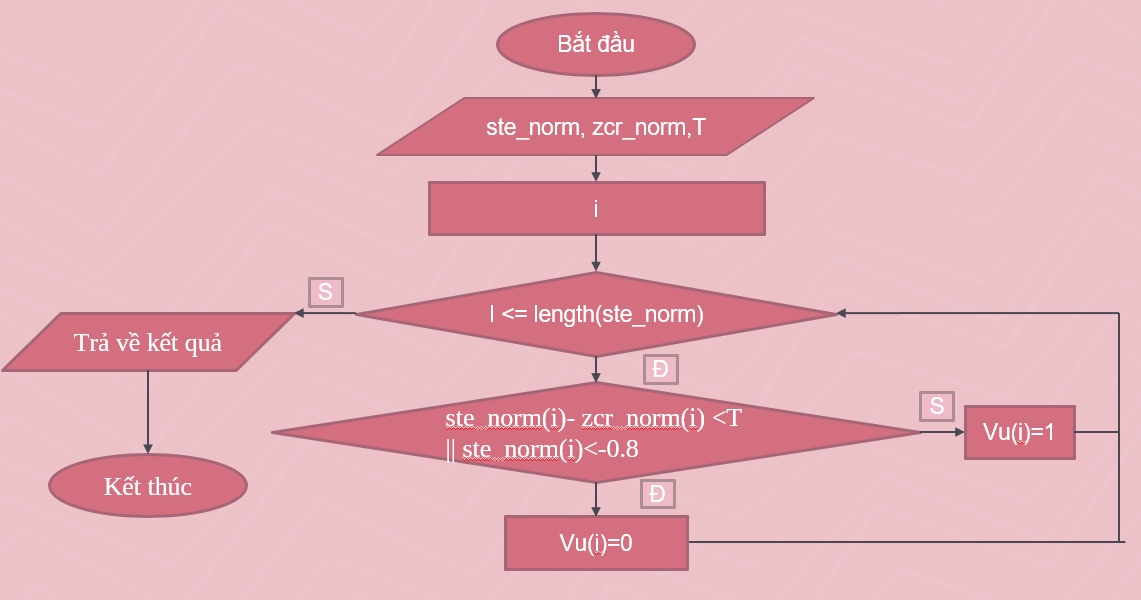 Bắt đầu
ste_norm, zcr_norm,T
i
S
I <= length(ste_norm)
Trả về kết quả
Đ
S
ste_norm(i)- zcr_norm(i) <T
|| ste_norm(i)<-0.8
Vu(i)=1
Kết thúc
Đ
Vu(i)=0